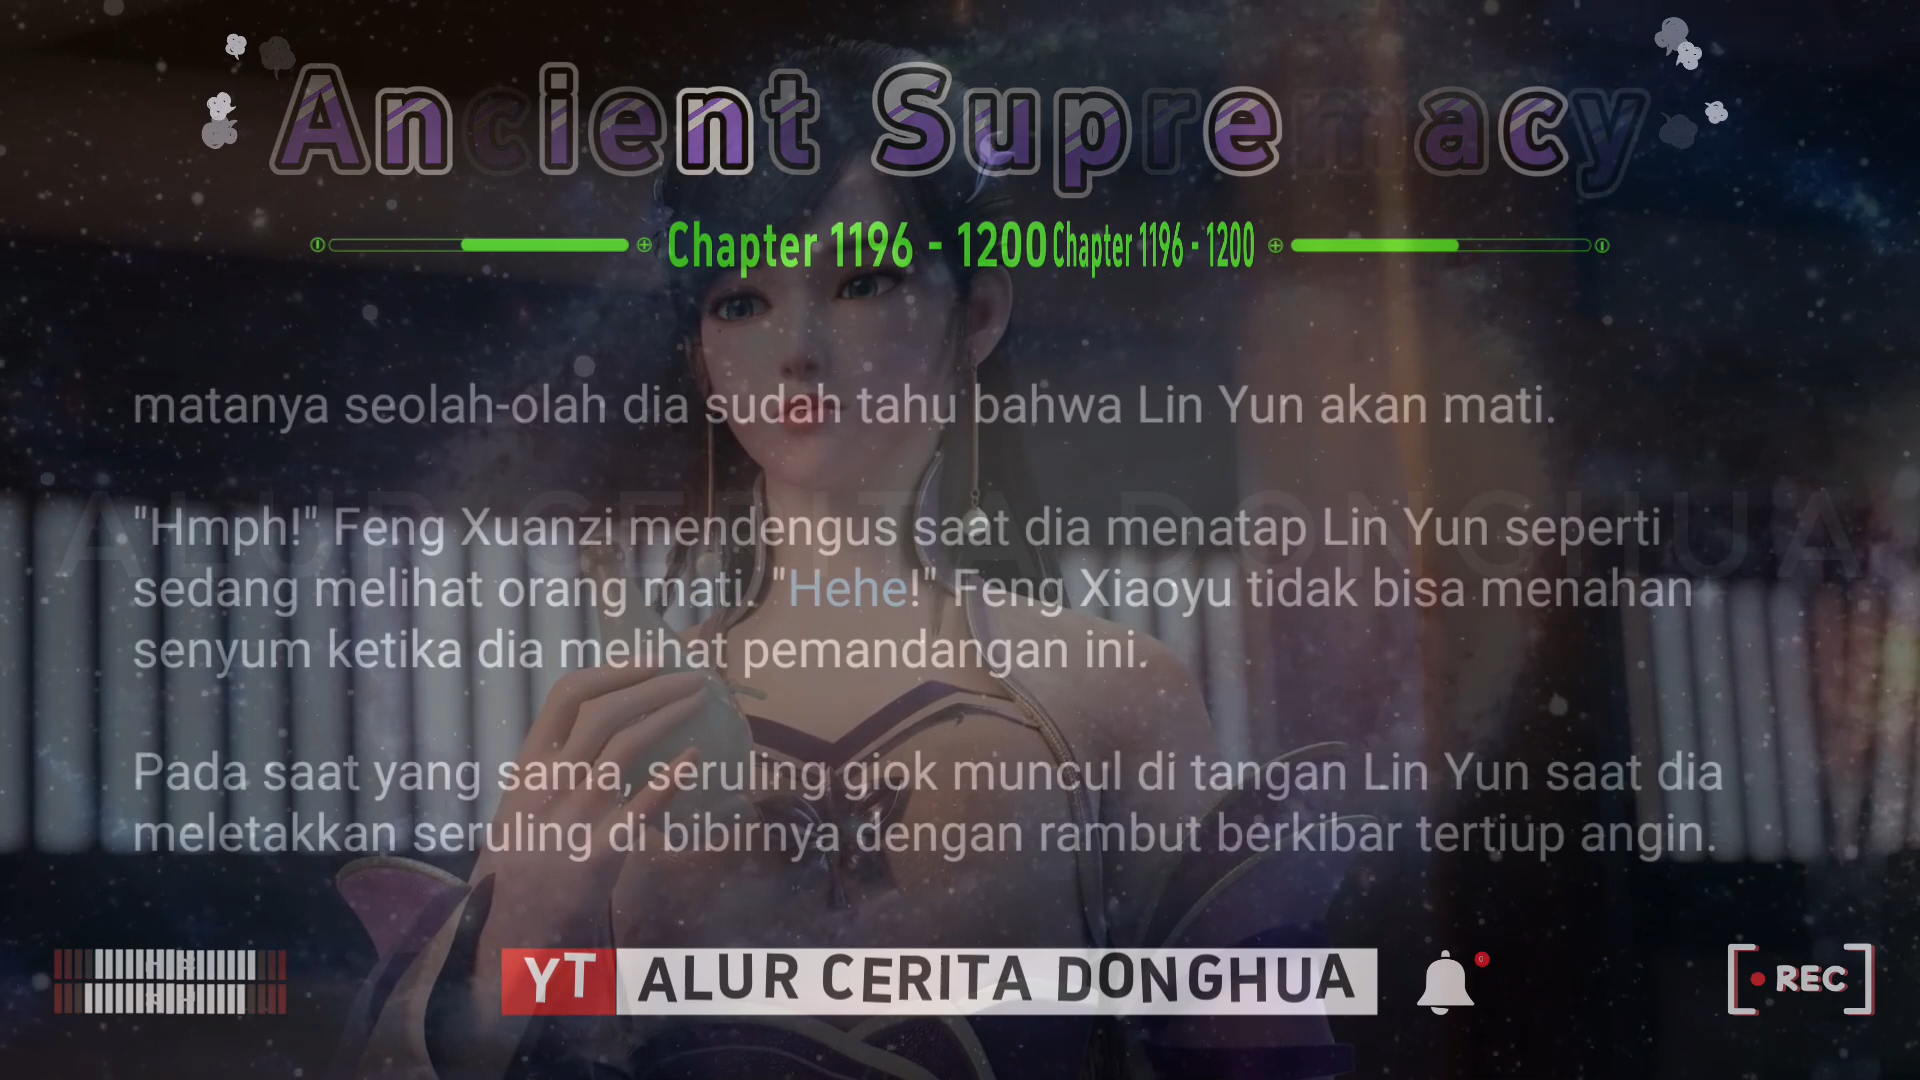 Ancient Supremacy
Chapter 1196 - 1200 Chapter 1196 - 1200
matanya seolah-olah dia sudah tahu bahwa Lin Yun akan mati.
ALUR CERITA DONGHUA
"Hmph!" Feng Xuanzi mendengus saat dia menatap Lin Yun seperti
sedang melihat orang mati. "Hehe!" Feng Xiaoyu tidak bisa menahan
senyum ketika dia melihat pemandangan ini.
Pada saat yang sama, seruling giok muncul di tangan Lin Yun saat dia
meletakkan seruling di bibirnya dengan rambut berkibar tertiup angin.
YT ALUR CERITA DONGHUA
REC